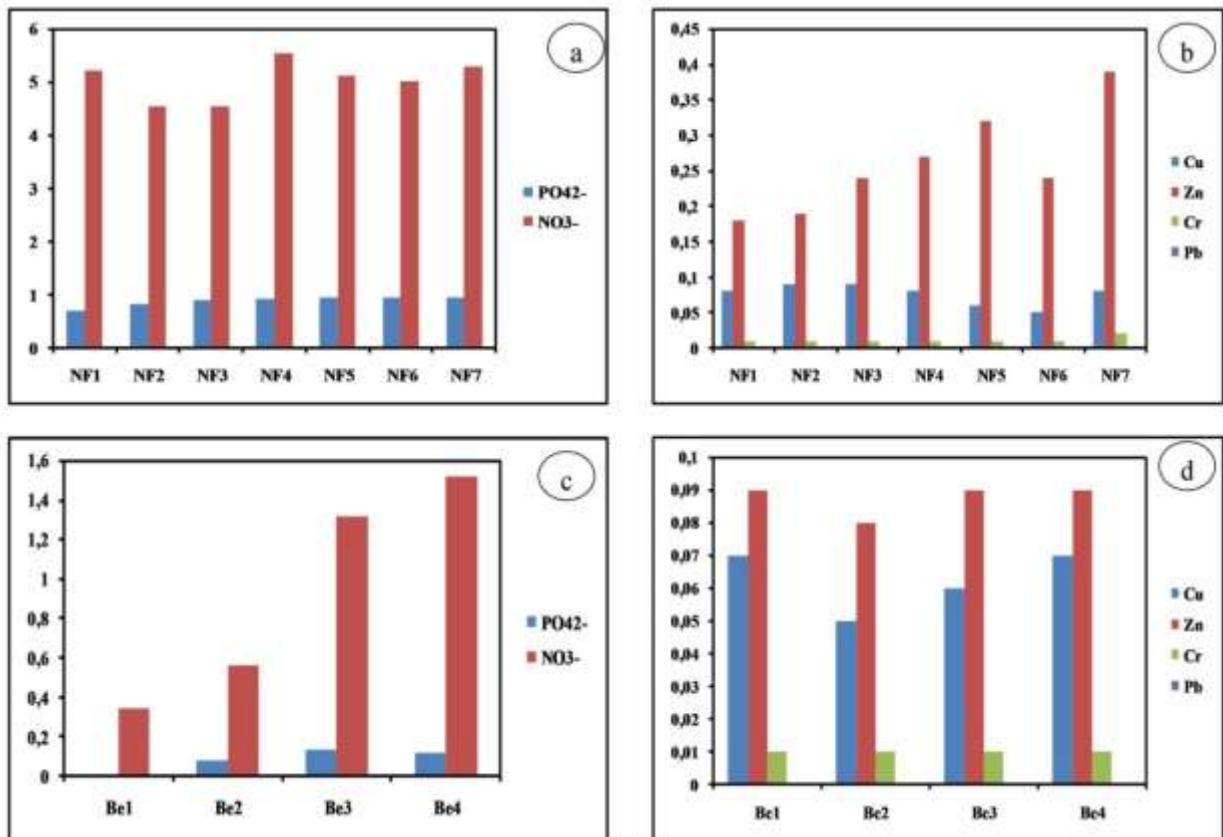 a
6
5
4
3
2
1
0
NF1 NF2 NF3 NF4 NF5 NF6 NF7
PO42-
NO3-
b
0,45
0,4
0,35
0,3
0,25
0,2
0,15
0,1
0,05
0
NF1 NF2 NF3 NF4 NF5 NF6 NF7
Cu
Zn
Cr
Pb
c
1,6
1,4
1,2
1
0,8
0,6
0,4
0,2
0
Be1 Be2 Be3 Be4
PO42-
NO3-
d
0,1
0,09
0,08
0,07
0,06
0,05
0,04
0,03
0,02
0,01
0
Be1 Be2 Be3 Be4
Cu
Zn
Cr
Pb